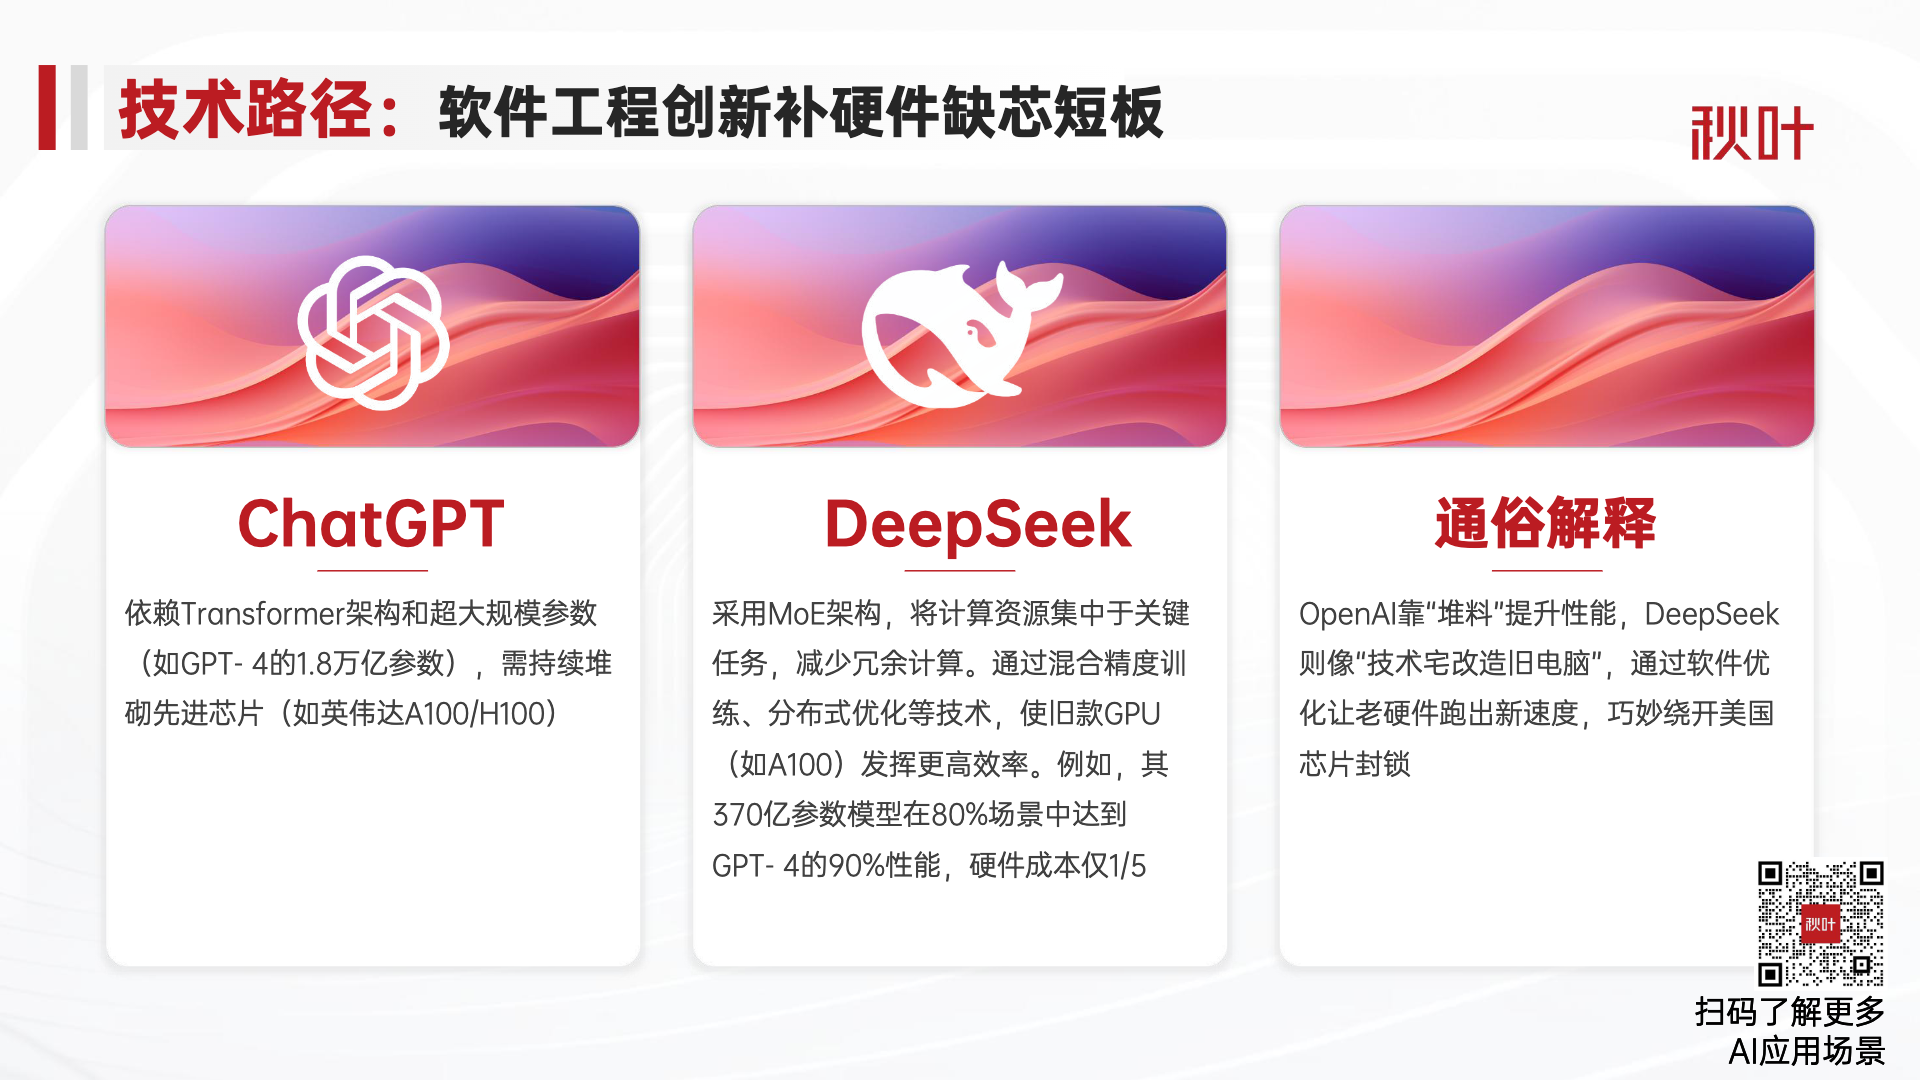 技术路径：软件工程创新补硬件缺芯短板
秋叶
ChatGPT
依赖Transformer架构和超大规模参数
（如GPT- 4的1.8万亿参数），需持续堆
砌先进芯片（如英伟达A100/H100）
DeepSeek
采用MoE架构，将计算资源集中于关键
任务，减少冗余计算。通过混合精度训
练、分布式优化等技术，使旧款GPU
（如A100）发挥更高效率。例如，其
370亿参数模型在80%场景中达到
GPT- 4的90%性能，硬件成本仅1/5
通俗解释
OpenAI靠“堆料”提升性能，DeepSeek
则像“技术宅改造旧电脑”，通过软件优
化让老硬件跑出新速度，巧妙绕开美国
芯片封锁
秋叶
扫码了解更多
AI应用场景